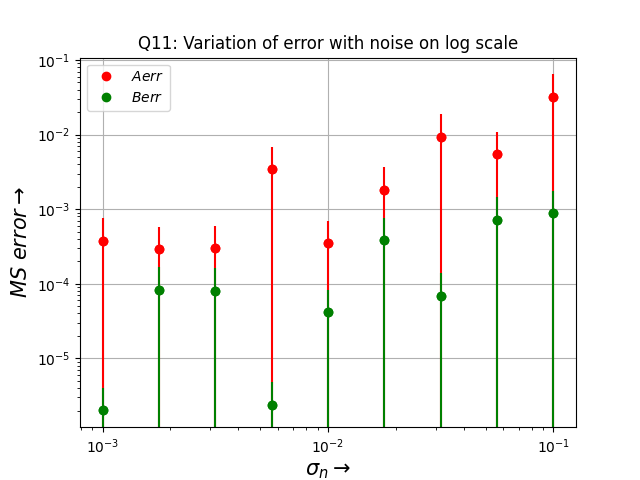 Q11: Variation of error with noise on log scale
10⁻¹
10⁻²
10⁻³
10⁻⁴
10⁻⁵
MS error→
Aerr
Berr
10⁻³
10⁻²
10⁻¹
σₙ→